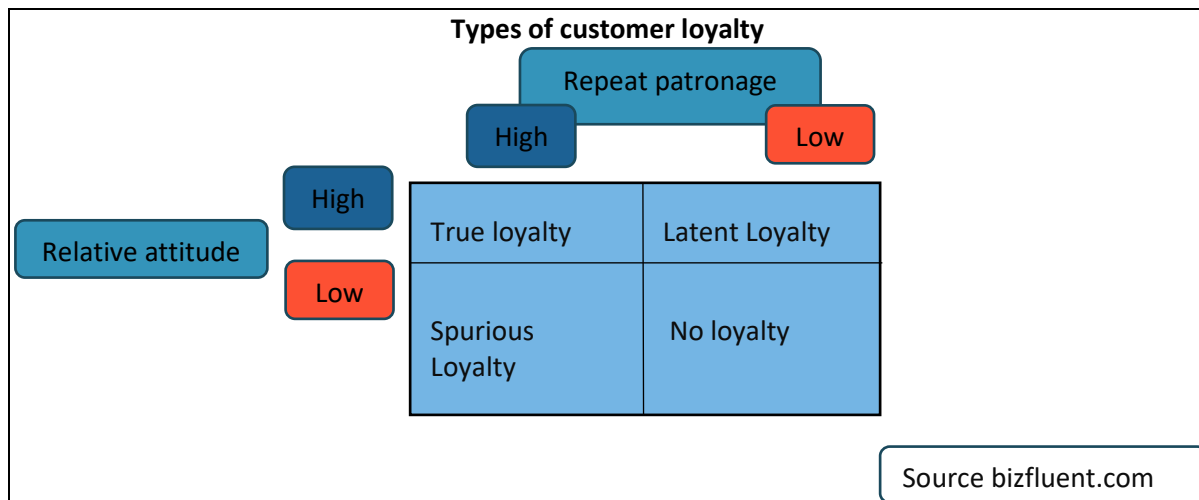 Types of customer loyalty
Repeat patronage
High
Low
High
True loyalty
Latent Loyalty
Relative attitude
Low
Spurious
Loyalty
No loyalty
Source bizfluent.com